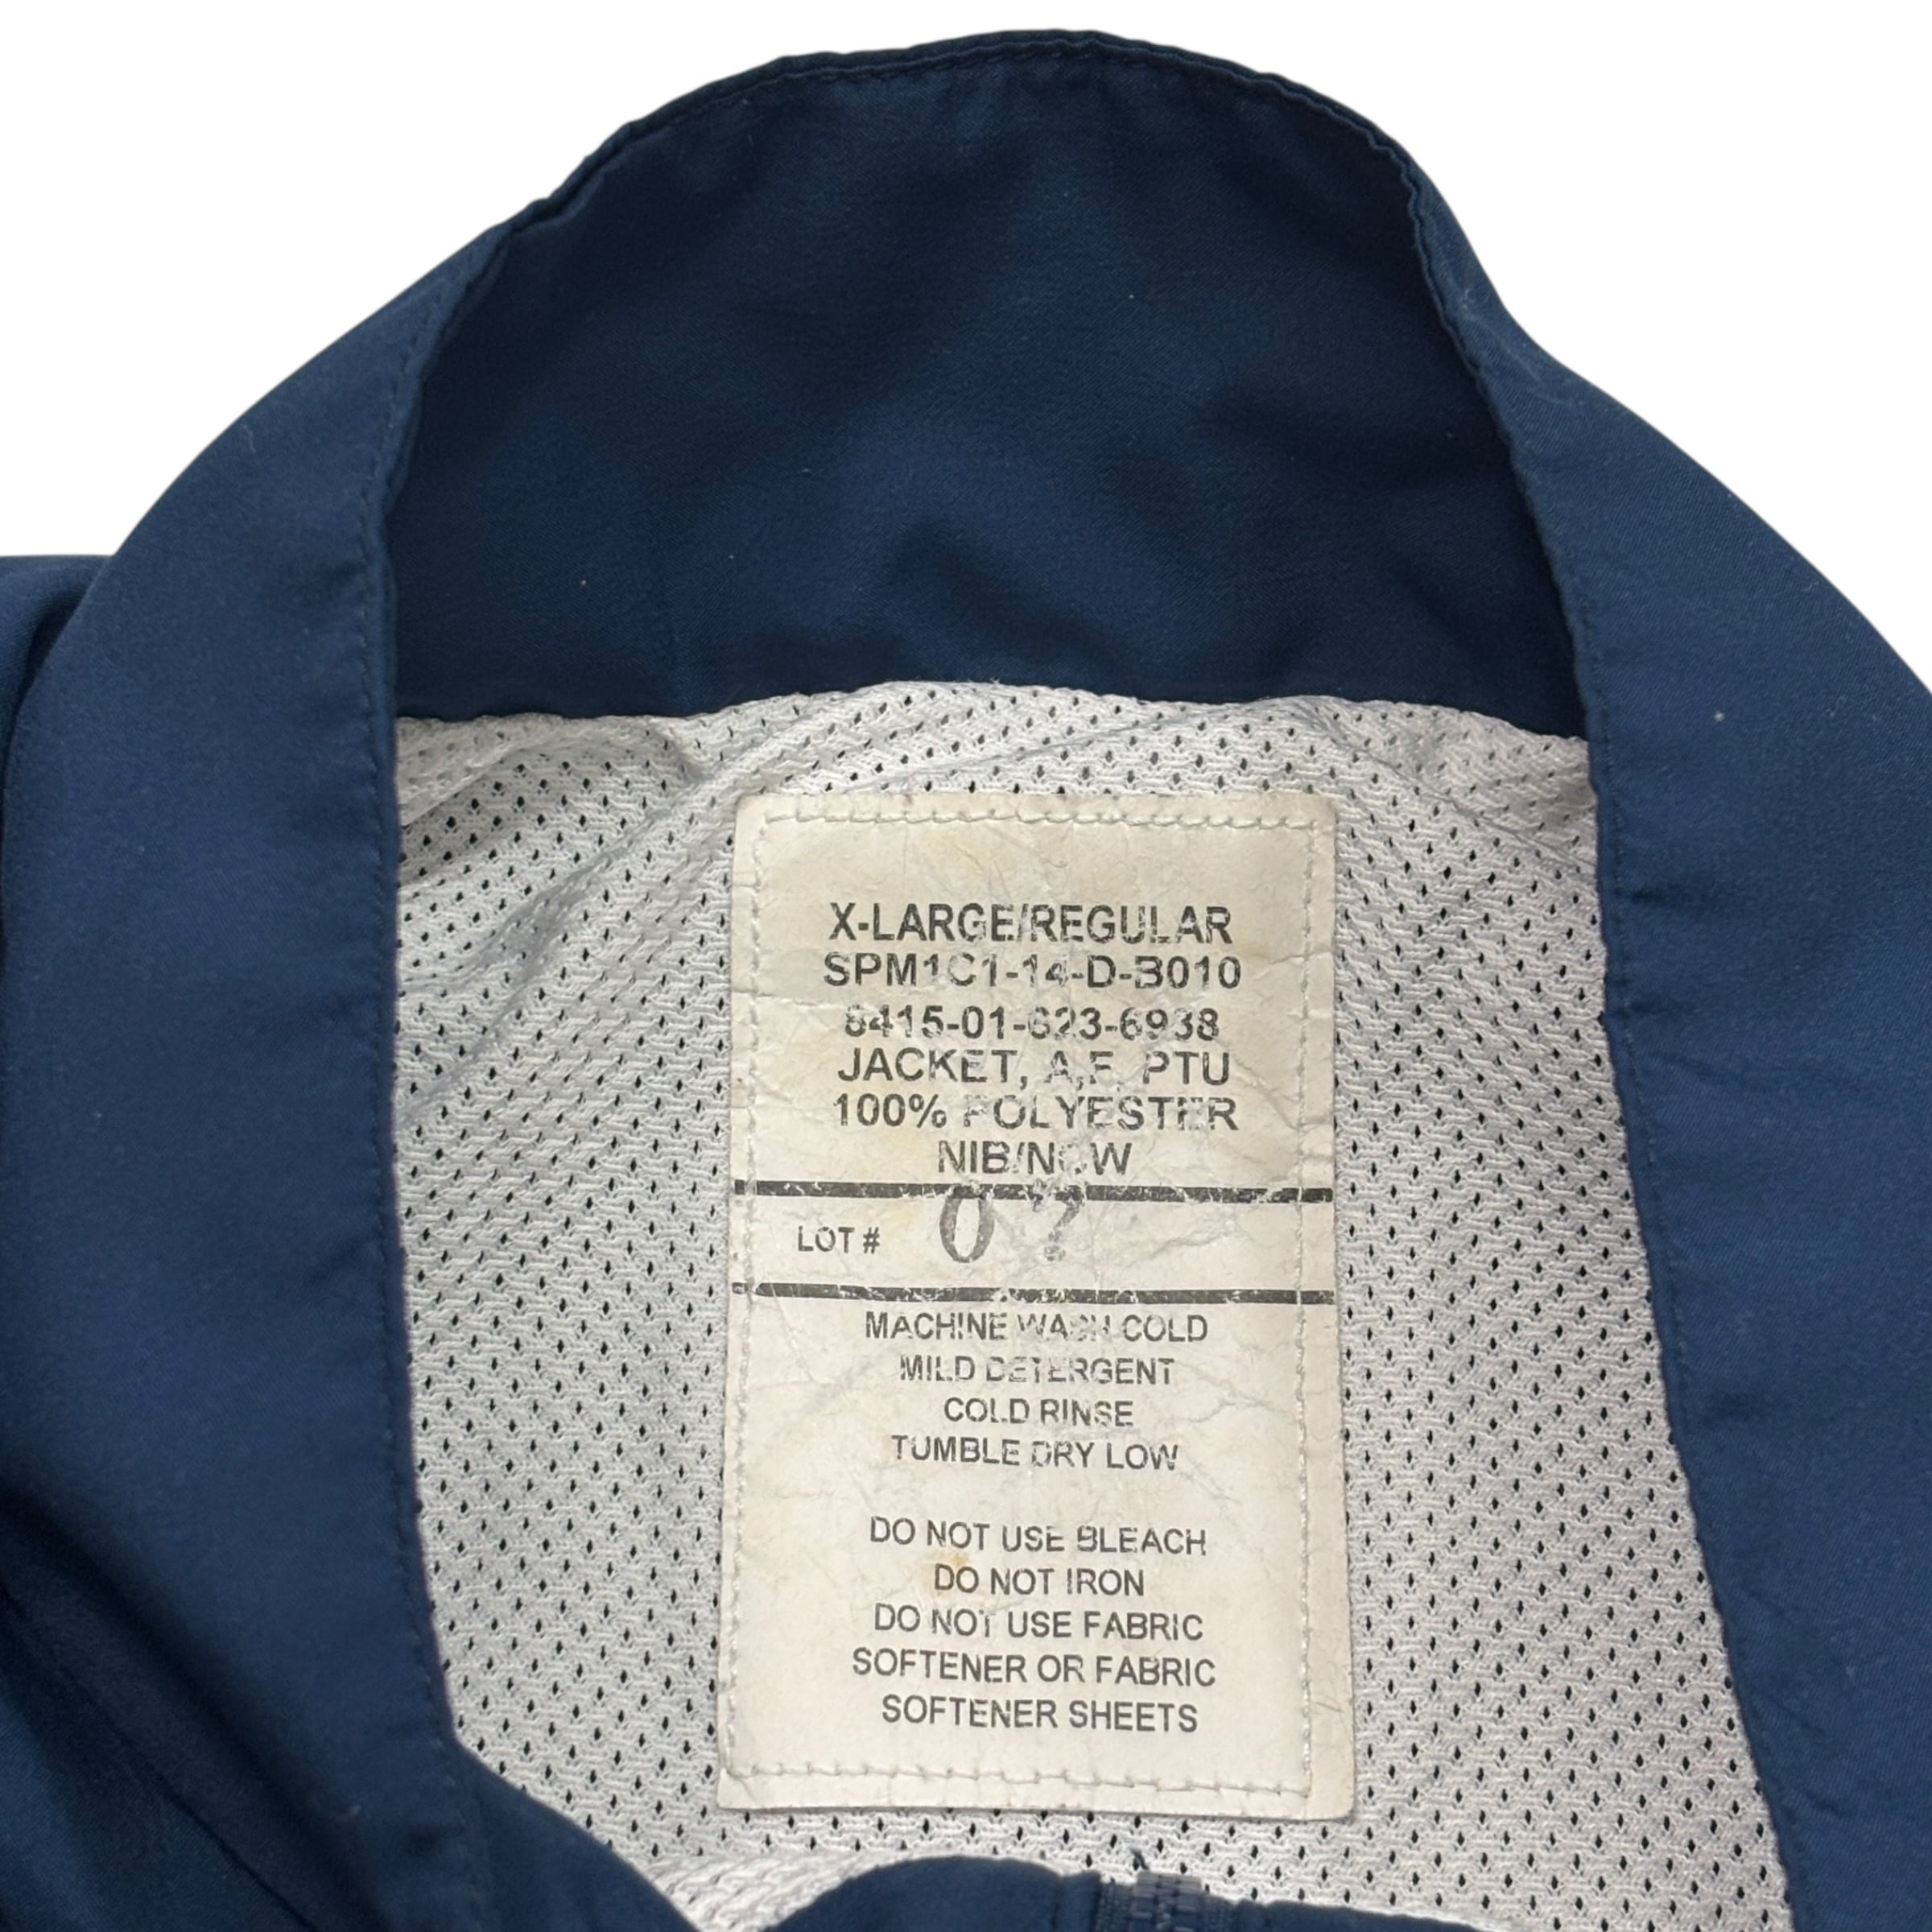 X-LARGE/REGULAR
SPM1C1-14-D-B010
8415-01-623-6938
JACKET, A,F, PTU
100% POLYESTER
NIB/NCW
LOT #
MACHINE WASH COLD
MILD DETERGENT
COLD RINSE
TUMBLE DRY LOW
DO NOT USE BLEACH
DO NOT IRON
DO NOT USE FABRIC
SOFTENER OR FABRIC
SOFTENER SHEETS